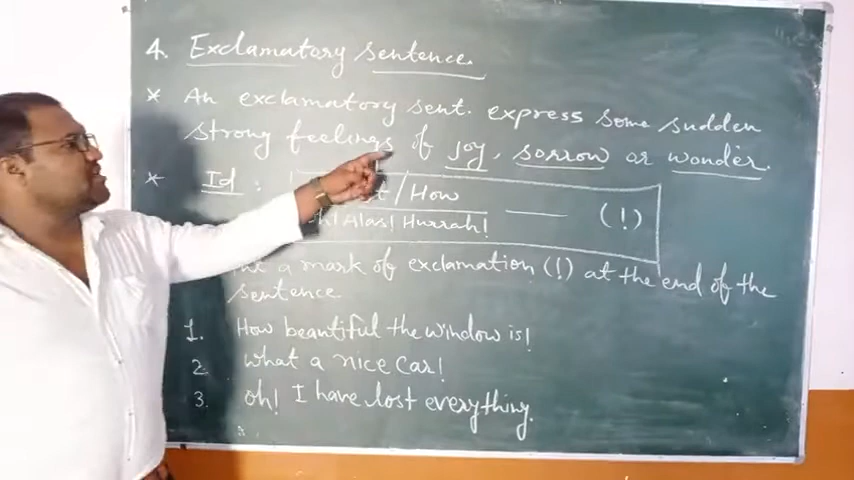 4. Exclamatory sentence.
* An exclamatory sent. express some sudden
strong feelings of joy, sorrow or wonder.
* Id : /How
Alas! Hurrah! —— (!)
a mark of exclamation (!) at the end of the
sentence.
1. How beautiful the window is!
2. what a nice car!
3. oh! I have lost everything.